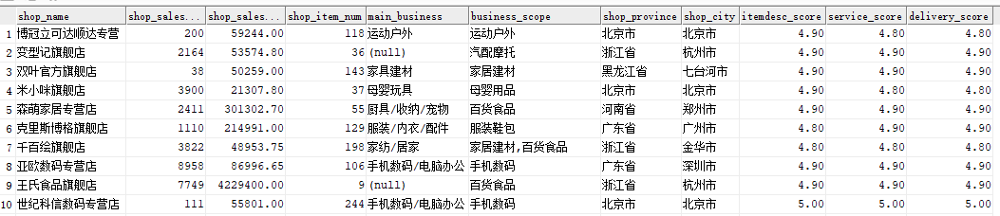 shop_name shop_sales... shop_sales... shop_item_num main_business business_scope shop_province shop_city itemdesc_score service_score delivery_score
1 博冠立可达顺达专营 200 59244.00 118 运动户外 运动户外 北京市 北京市 4.90 4.80 4.80
2 变型记旗舰店 2164 53574.80 36 (null) 汽配摩托 浙江省 杭州市 4.90 4.90 4.90
3 双叶官方旗舰店 38 50259.00 143 家具建材 家居建材 黑龙江省 七台河市 4.90 4.90 4.90
4 米小咪旗舰店 3900 21307.80 37 母婴玩具 母婴用品 北京市 北京市 4.90 4.90 4.90
5 森萌家居专营店 2411 301302.70 55 厨具/收纳/宠物 百货食品 河南省 郑州市 4.90 4.90 4.90
6 克里斯博格旗舰店 1110 214991.00 129 服装/内衣/配件 服装鞋包 广东省 广州市 4.80 4.90 4.80
7 千百绘旗舰店 3822 48953.75 198 家纺/居家 家居建材,百货食品 浙江省 金华市 4.80 4.80 4.80
8 亚欧数码专营店 8958 86996.65 106 手机数码/电脑办公 手机数码 广东省 深圳市 4.90 4.90 4.90
9 王氏食品旗舰店 7749 4229400.00 9 (null) 百货食品 浙江省 杭州市 4.90 4.90 4.90
10 世纪科信数码专营店 111 55801.00 244 手机数码/电脑办公 手机数码 北京市 北京市 5.00 5.00 5.00